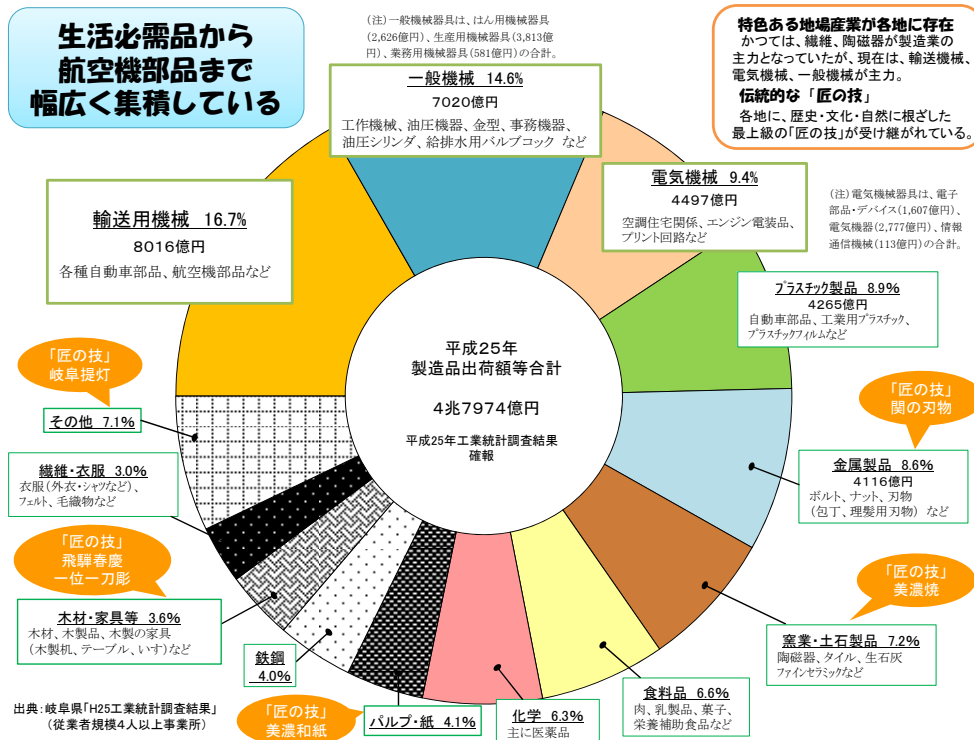 生活必需品から
航空機部品まで
幅広く集積している
(注)一般機械器具は、はん用機械器具
(2,626億円)、生産用機械器具(3,813億
円)、業務用機械器具(581億円)の合計。
特色ある地場産業が各地に存在
かつては、繊維、陶磁器が製造業の
主力となっていたが、現在は、輸送機械、
電気機械、一般機械が主力。
伝統的な「匠の技」
各地に、歴史・文化・自然に根ざした
最上級の「匠の技」が受け継がれている。
一般機械 14.6%
7020億円
工作機械、油圧機器、金型、事務機器、
油圧シリンダ、給排水用バルブコック など
電気機械 9.4%
4497億円
空調住宅関係、エンジン電装品、
プリント回路など
(注)電気機械器具は、電子
部品・デバイス(1,607億円)、
電気機器(2,777億円)、情報
通信機械(113億円)の合計。
輸送用機械 16.7%
8016億円
各種自動車部品、航空機部品など
プラスチック製品 8.9%
4265億円
自動車部品、工業用プラスチック、
プラスチックフィルムなど
平成25年
製造品出荷額等合計
4兆7974億円
平成25年工業統計調査結果
確報
「匠の技」
岐阜提灯
その他 7.1%
「匠の技」
関の刃物
金属製品 8.6%
4116億円
ボルト、ナット、刃物
(包丁、理髪用刃物) など
繊維・衣服 3.0%
衣服(外衣・シャツなど)、
フェルト、毛織物など
「匠の技」
飛騨春慶
一位一刀彫
木材・家具等 3.6%
木材、木製品、木製の家具
(木製机、テーブル、いす)など
「匠の技」
美濃焼
窯業・土石製品 7.2%
陶磁器、タイル、生石灰
ファインセラミックなど
鉄鋼
4.0%
「匠の技」
美濃和紙
パルプ・紙 4.1%
化学 6.3%
主に医薬品
食料品 6.6%
肉、乳製品、菓子、
栄養補助食品など
出典:岐阜県「H25工業統計調査結果」
(従業者規模4人以上事業所)